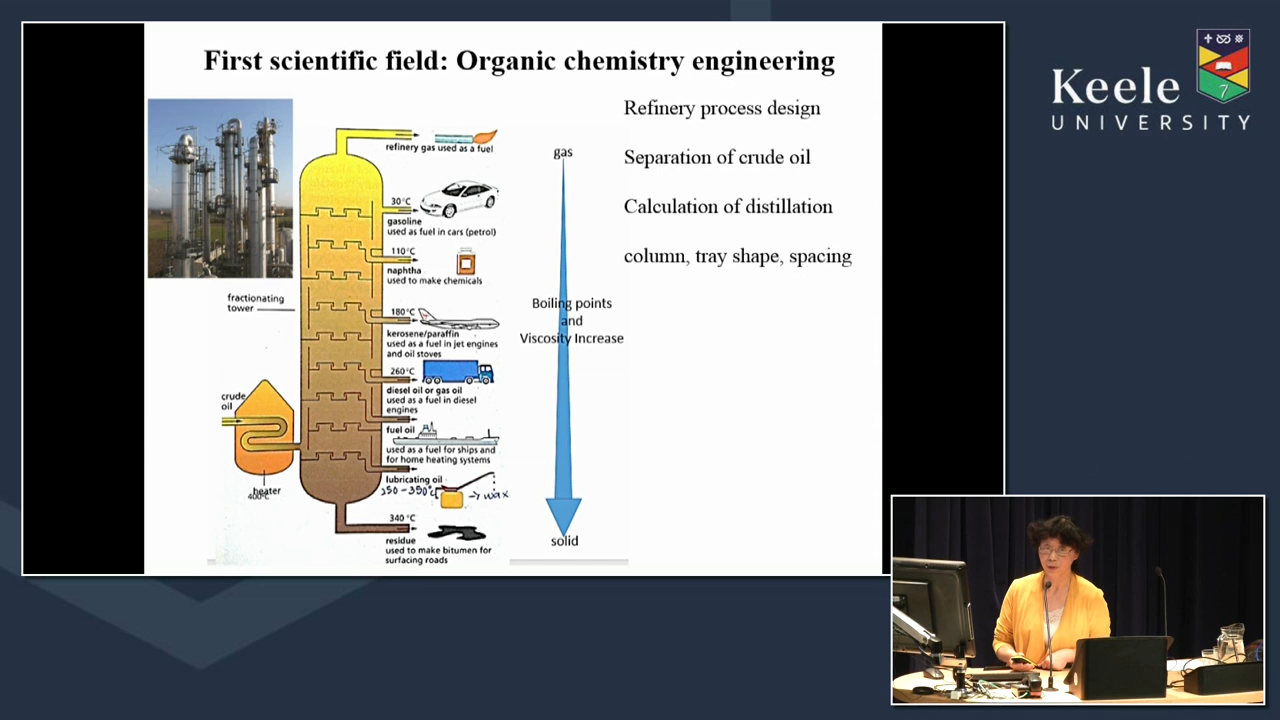 First scientific field: Organic chemistry engineering
Refinery process design
Separation of crude oil
Calculation of distillation
column, tray shape, spacing
refinery gas used as a fuel
30°C
gasoline
used as fuel in cars (petrol)
110°C
naphtha
used to make chemicals
fractionating
tower
180°C
kerosene/paraffin
used as a fuel in jet engines
and oil stoves
260°C
diesel oil or gas oil
used as a fuel in diesel
engines
crude
oil
fuel oil
used as a fuel for ships and
for home heating systems
lubricating oil
350-390°C
→ wax
heater
400°C
340 °C
residue
used to make bitumen for
surfacing roads
gas
Boiling points
and
Viscosity Increase
solid
Keele
UNIVERSITY